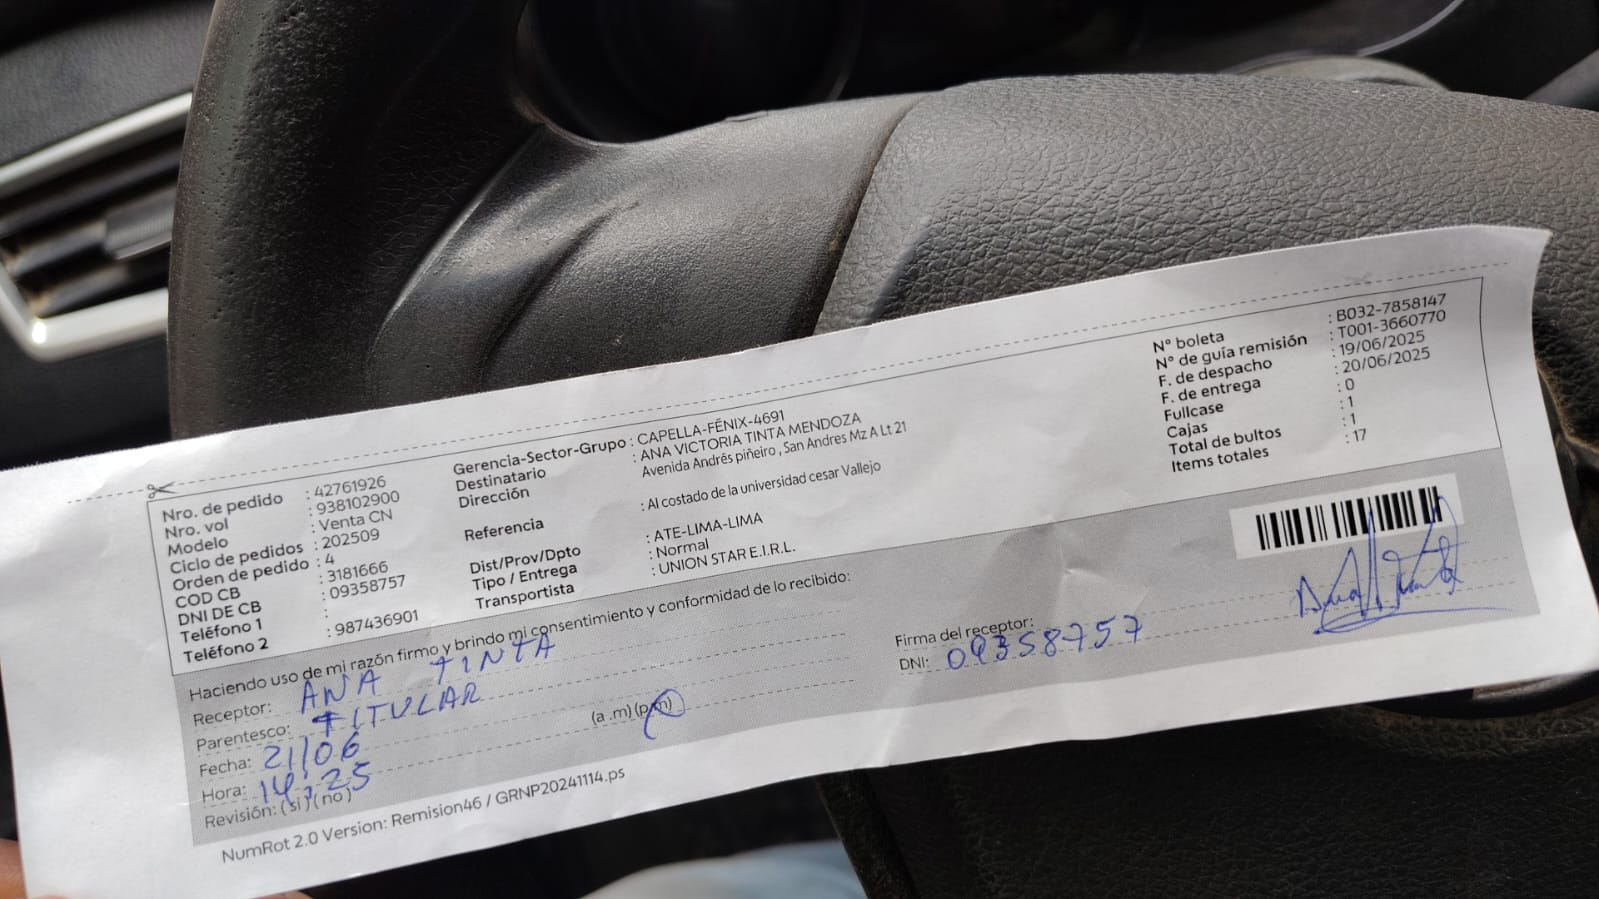 Nro. de pedido : 42761926
Nro. vol : 938102900
Modelo : Venta CN
Ciclo de pedidos : 202509
Orden de pedido : 4
COD CB : 3181666
DNI DE CB : 09358757
Teléfono 1 :
Teléfono 2 : 987436901
Gerencia-Sector-Grupo : CAPELLA-FÉNIX-4691
Destinatario : ANA VICTORIA TINTA MENDOZA
Dirección : Avenida Andrés piñeiro , San Andres Mz A Lt 21
Referencia : Al costado de la universidad cesar Vallejo
Dist/Prov/Dpto : ATE-LIMA-LIMA
Tipo / Entrega : Normal
Transportista : UNION STAR E.I.R.L.
N° boleta : B032-7858147
N° de guía remisión : T001-3660770
F. de despacho : 19/06/2025
F. de entrega : 20/06/2025
Fullcase : 0
Cajas : 1
Total de bultos : 1
Items totales : 17
Haciendo uso de mi razón firmo y brindo mi consentimiento y conformidad de lo recibido:
Receptor: ANA TINTA
Parentesco: TITULAR
Fecha: 21/06
Hora: 14:25 (a .m) (p.m)
Revisión: ( si ) ( no )
Firma del receptor:
DNI: 09358757
NumRot 2.0 Version: Remision46 / GRNP20241114.ps